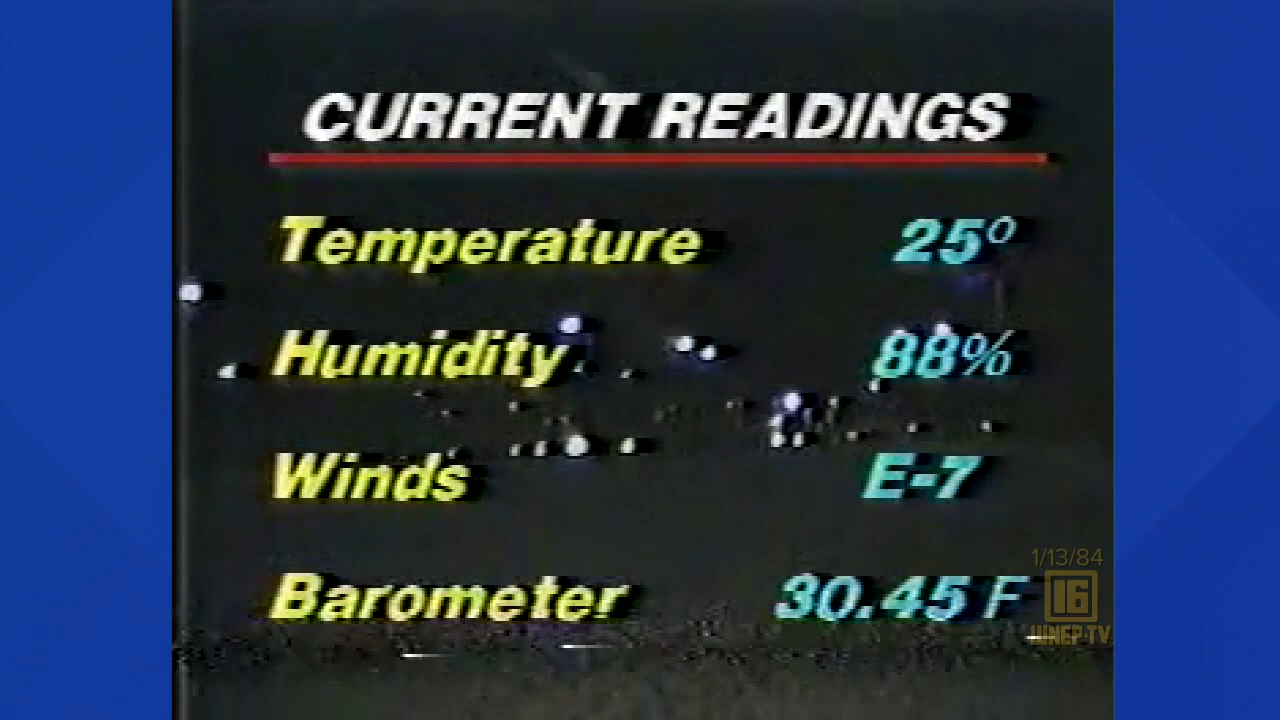 CURRENT READINGS
Temperature 25°
Humidity 88%
Winds E-7
Barometer 30.45 F
1/13/84
16
WNEP-TV